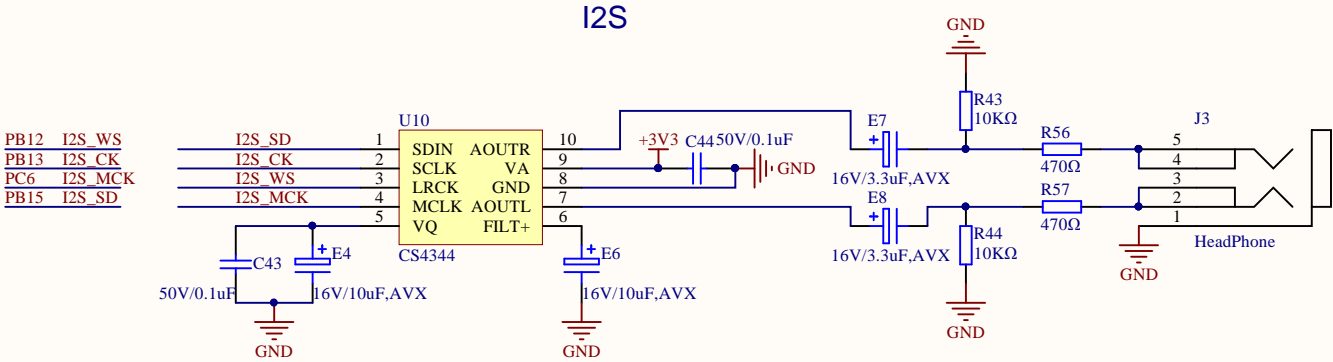 I2S
PB12 I2S_WS
PB13 I2S_CK
PC6 I2S_MCK
PB15 I2S_SD
I2S_SD
I2S_CK
I2S_WS
I2S_MCK
U10
1 SDIN AOUTR 10
2 SCLK VA 9
3 LRCK GND 8
4 MCLK AOUTL 7
5 VQ FILT+ 6
CS4344
C43
50V/0.1uF
+
E4
16V/10uF,AVX
GND
+
E6
16V/10uF,AVX
GND
+3V3
C44
50V/0.1uF
GND
E7
+
16V/3.3uF,AVX
E8
+
16V/3.3uF,AVX
GND
R43
10KΩ
R44
10KΩ
GND
R56
470Ω
R57
470Ω
J3
5
4
3
2
1
HeadPhone
GND